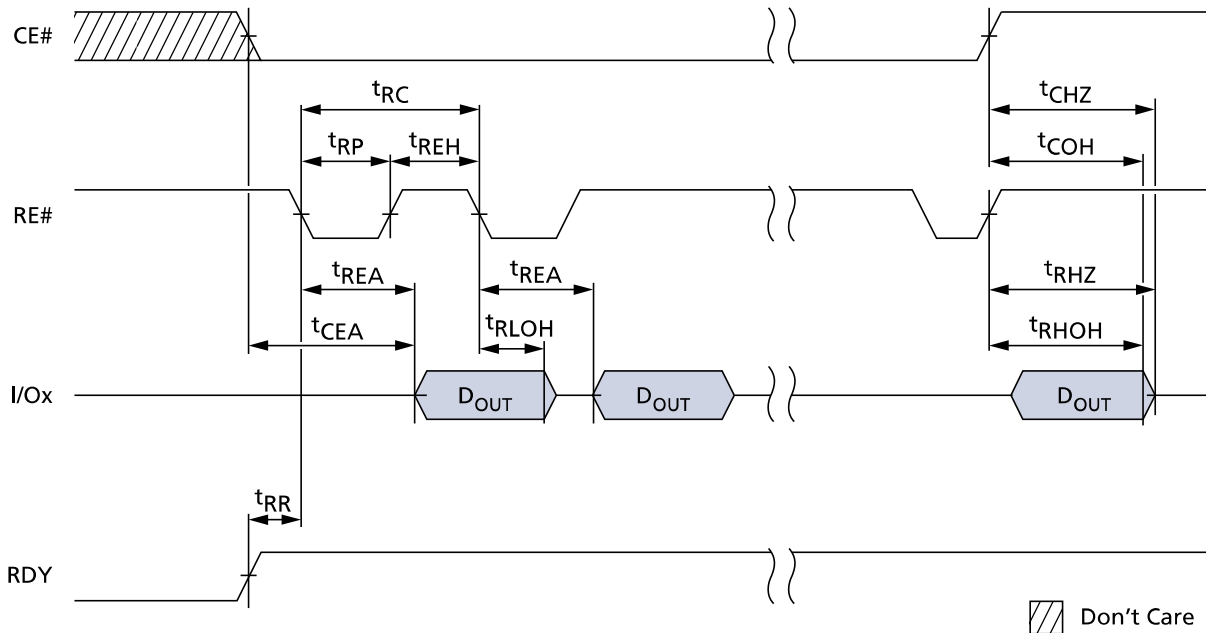 CE#
tRC
tCHZ
tRP
tREH
tCOH
RE#
tREA
tREA
tRHZ
tCEA
tRLOH
tRHOH
I/Ox
DOUT
DOUT
DOUT
tRR
RDY
Don't Care